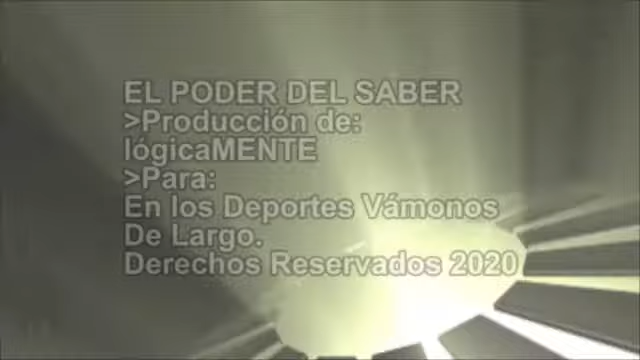 EL PODER DEL SABER
>Producción de:
lógicaMENTE
>Para:
En los Deportes Vámonos
De Largo.
Derechos Reservados 2020